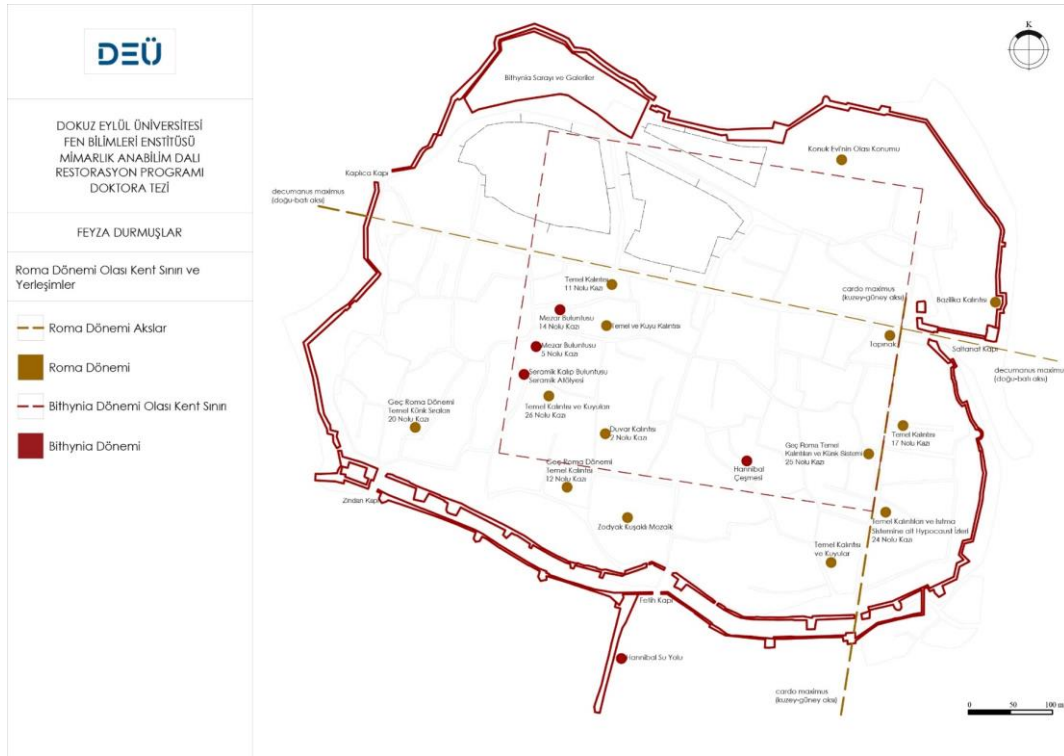 DEÜ
DOKUZ EYLÜL ÜNİVERSİTESİ
FEN BİLİMLERİ ENSTİTÜSÜ
MİMARLIK ANABİLİM DALI
RESTORASYON PROGRAMI
DOKTORA TEZİ
FEYZA DURMUŞLAR
Roma Dönemi Olası Kent Sınırı ve
Yerleşimler
Roma Dönemi Akslar
Roma Dönemi
Bithynia Dönemi Olası Kent Sınırı
Bithynia Dönemi
K
Bithynia Sarayı ve Galeriler
Konuk Evi'nin Olası Konumu
Kaplıca Kapı
decumanus maximus
(doğu-batı aksı)
Temel Kalıntısı
11 Nolu Kazı
cardo maximus
(kuzey-güney aksı)
Bazilika Kalıntısı
Mezar Buluntusu
14 Nolu Kazı
Temel ve Kuyu Kalıntısı
Tapınak
Saltanat Kapı
Mezar Buluntusu
5 Nolu Kazı
decumanus maximus
(doğu-batı aksı)
Seramik Kalıp Buluntusu
Seramik Atölyesi
Geç Roma Dönemi
Temel Künk Sıraları
20 Nolu Kazı
Temel Kalıntısı ve Kuyuları
26 Nolu Kazı
Duvar Kalıntısı
2 Nolu Kazı
Temel Kalıntısı
17 Nolu Kazı
Geç Roma Temel
Kalıntıları ve Künk Sistemi
25 Nolu Kazı
Geç Roma Dönemi
Temel Kalıntısı
12 Nolu Kazı
Hannibal
Çeşmesi
Zindan Kapı
Zodyak Kuşaklı Mozaik
Temel Kalıntıları ve Isıtma
Sistemine ait Hypocaust İzleri
24 Nolu Kazı
Temel Kalıntısı
ve Kuyular
Fetih Kapı
Hannibal Su Yolu
cardo maximus
(kuzey-güney aksı)
0 50 100 m